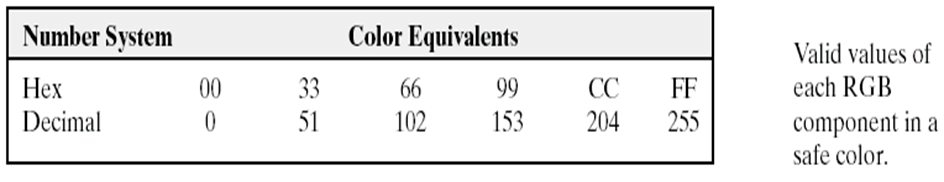 Number System Color Equivalents
Hex 00 33 66 99 CC FF
Decimal 0 51 102 153 204 255
Valid values of
each RGB
component in a
safe color.